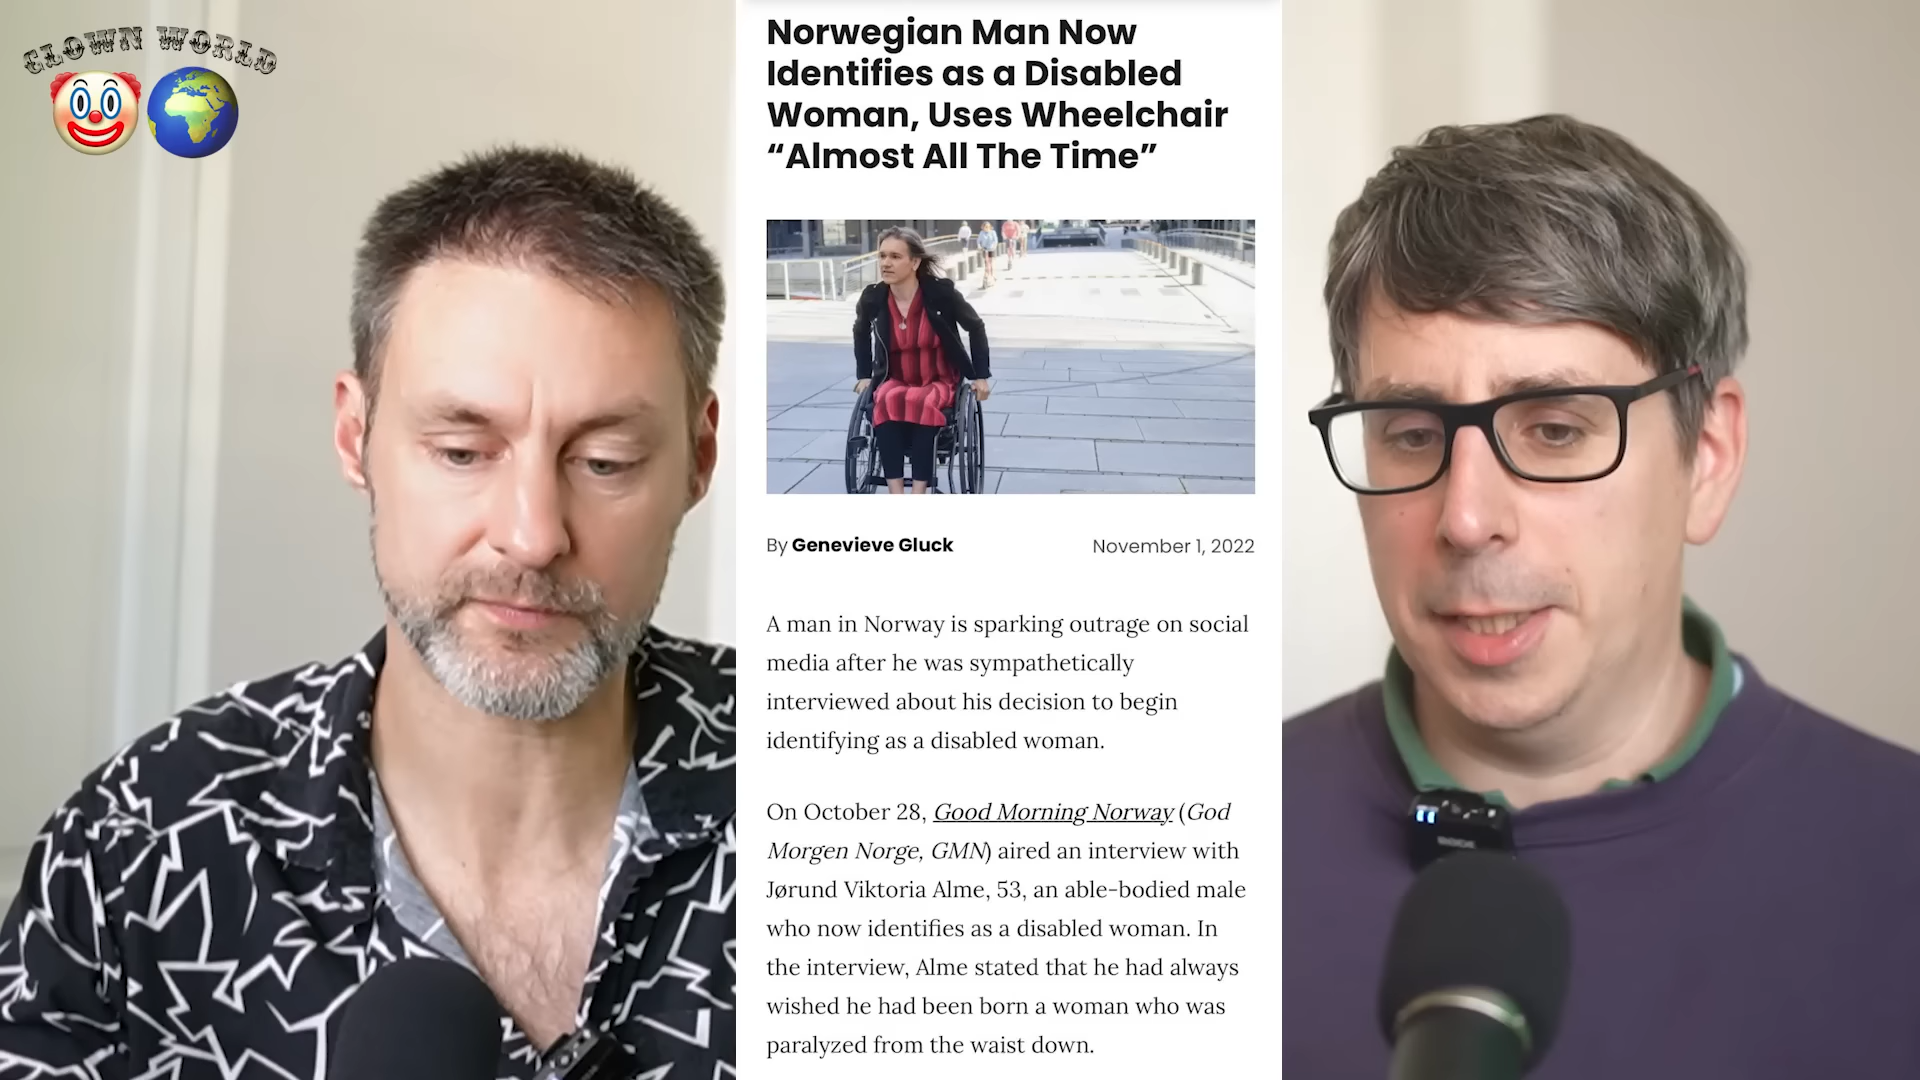 CLOWN WORLD
Norwegian Man Now
Identifies as a Disabled
Woman, Uses Wheelchair
“Almost All The Time”
By Genevieve Gluck
November 1, 2022
A man in Norway is sparking outrage on social
media after he was sympathetically
interviewed about his decision to begin
identifying as a disabled woman.
On October 28, Good Morning Norway (God
Morgen Norge, GMN) aired an interview with
Jørund Viktoria Alme, 53, an able-bodied male
who now identifies as a disabled woman. In
the interview, Alme stated that he had always
wished he had been born a woman who was
paralyzed from the waist down.